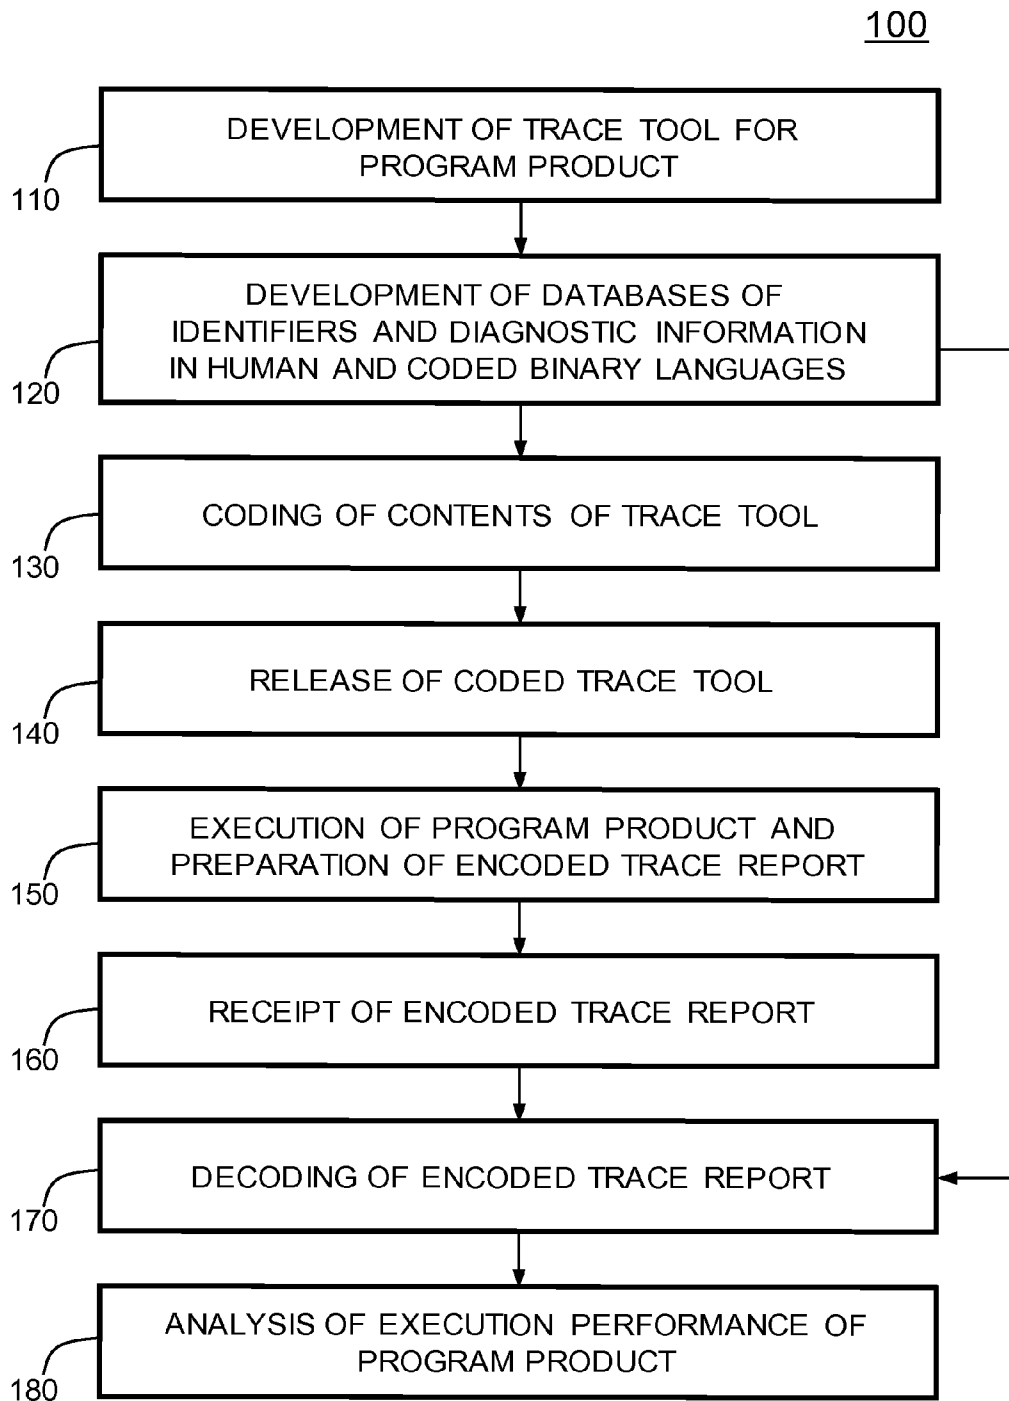 100
DEVELOPMENT OF TRACE TOOL FOR
PROGRAM PRODUCT
110
DEVELOPMENT OF DATABASES OF
IDENTIFIERS AND DIAGNOSTIC INFORMATION
IN HUMAN AND CODED BINARY LANGUAGES
120
CODING OF CONTENTS OF TRACE TOOL
130
RELEASE OF CODED TRACE TOOL
140
EXECUTION OF PROGRAM PRODUCT AND
PREPARATION OF ENCODED TRACE REPORT
150
RECEIPT OF ENCODED TRACE REPORT
160
DECODING OF ENCODED TRACE REPORT
170
ANALYSIS OF EXECUTION PERFORMANCE OF
PROGRAM PRODUCT
180